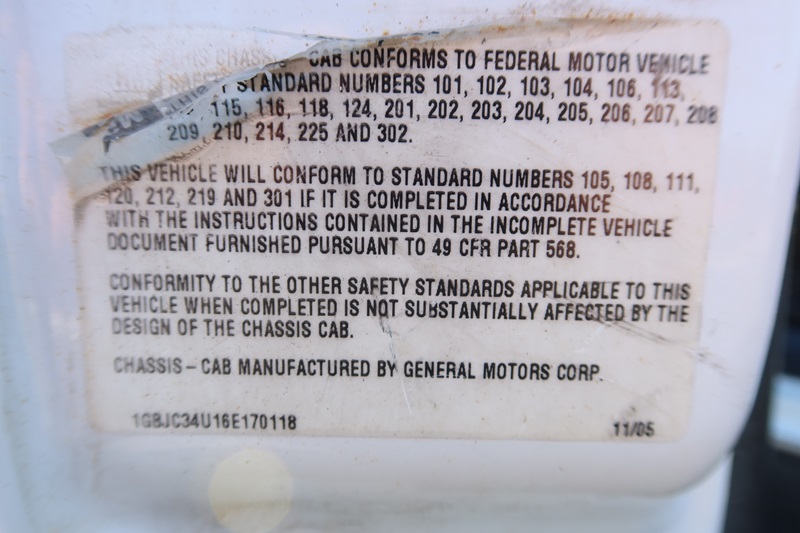 THIS CHASSIS - CAB CONFORMS TO FEDERAL MOTOR VEHICLE
SAFETY STANDARD NUMBERS 101, 102, 103, 104, 106, 113,
115, 116, 118, 124, 201, 202, 203, 204, 205, 206, 207, 208
209, 210, 214, 225 AND 302.
THIS VEHICLE WILL CONFORM TO STANDARD NUMBERS 105, 108, 111,
120, 212, 219 AND 301 IF IT IS COMPLETED IN ACCORDANCE
WITH THE INSTRUCTIONS CONTAINED IN THE INCOMPLETE VEHICLE
DOCUMENT FURNISHED PURSUANT TO 49 CFR PART 568.
CONFORMITY TO THE OTHER SAFETY STANDARDS APPLICABLE TO THIS
VEHICLE WHEN COMPLETED IS NOT SUBSTANTIALLY AFFECTED BY THE
DESIGN OF THE CHASSIS CAB.
CHASSIS - CAB MANUFACTURED BY GENERAL MOTORS CORP.
1GBJC34U16E170118 11/05